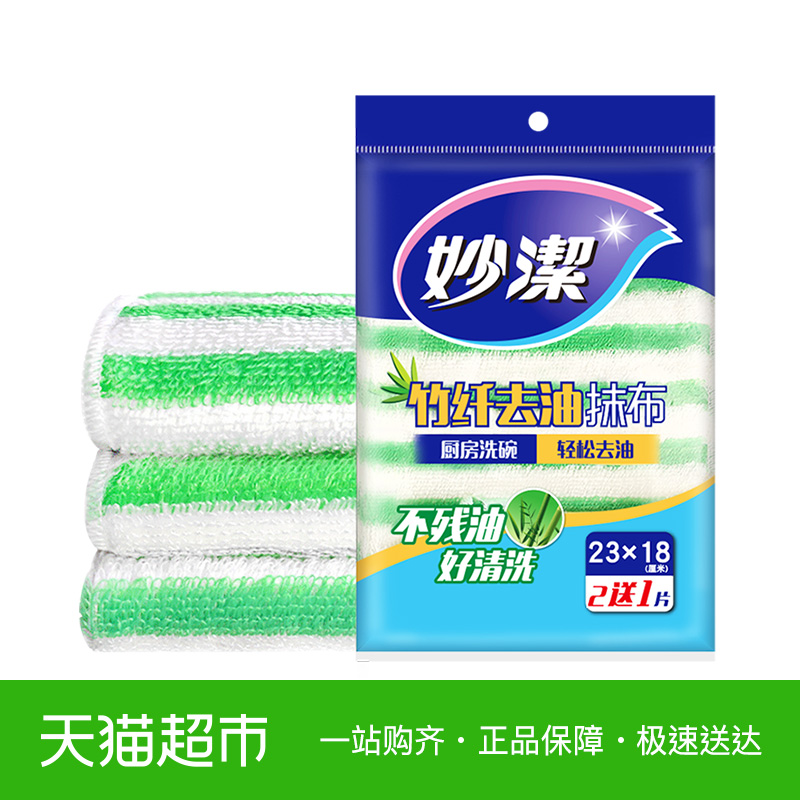 妙潔
竹纤去油抹布
厨房洗碗 轻松去油
不残油
好清洗
23×18
(厘米)
2送1片
天猫超市 一站购齐·正品保障·极速送达